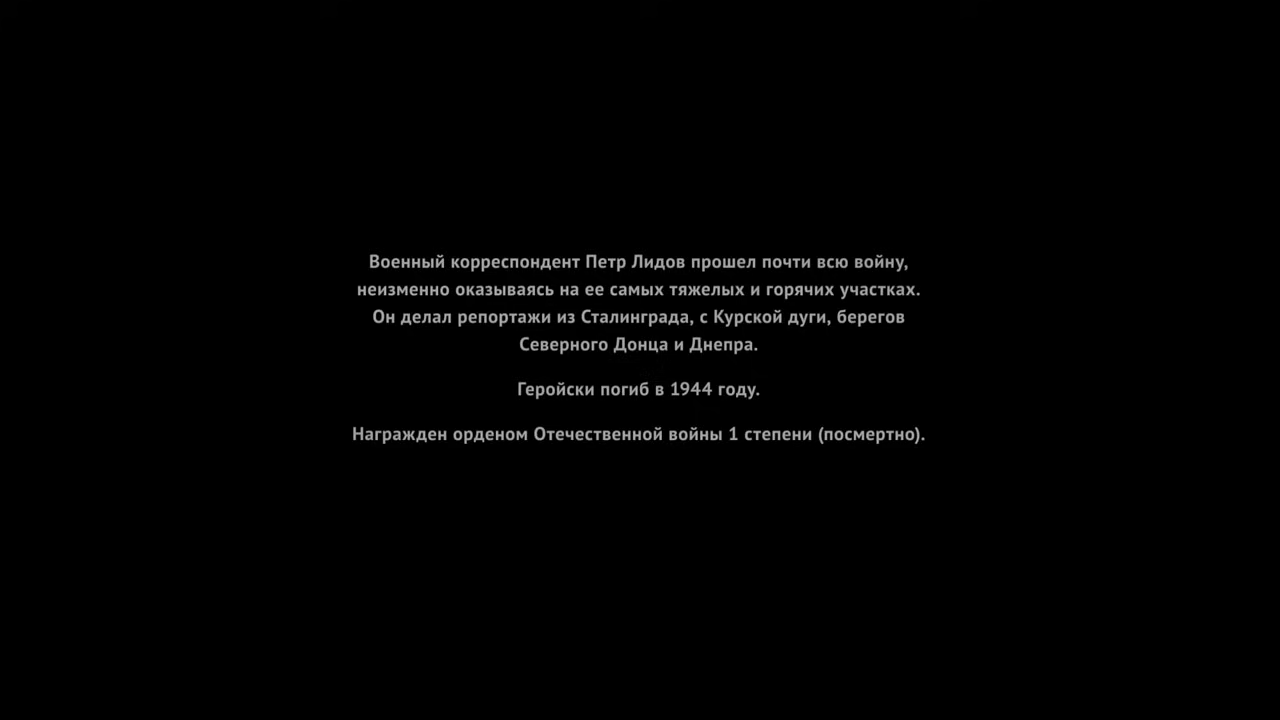 Военный корреспондент Петр Лидов прошел почти всю войну,
неизменно оказываясь на ее самых тяжелых и горячих участках.
Он делал репортажи из Сталинграда, с Курской дуги, берегов
Северного Донца и Днепра.
Геройски погиб в 1944 году.
Награжден орденом Отечественной войны 1 степени (посмертно).